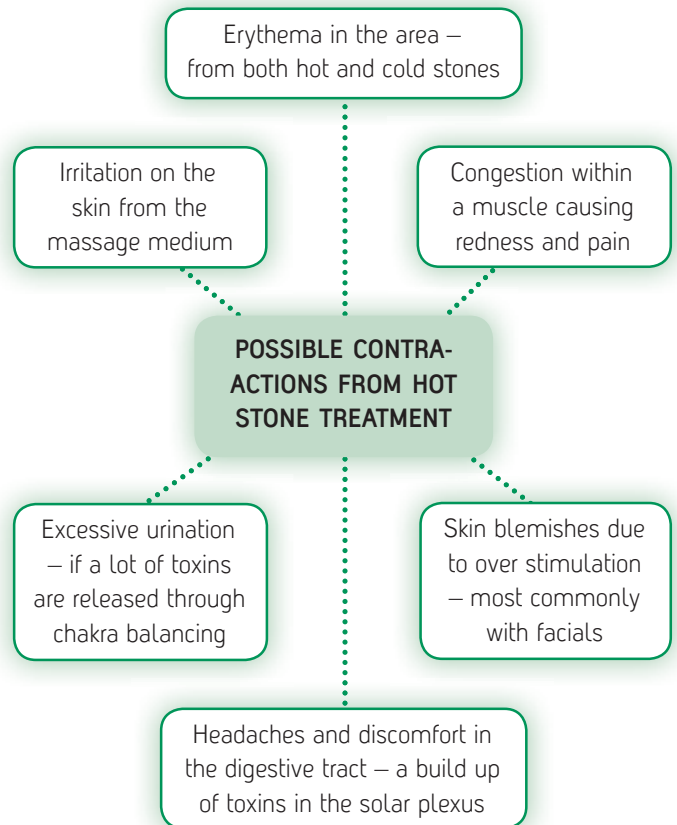 Erythema in the area –
from both hot and cold stones
Irritation on the
skin from the
massage medium
Congestion within
a muscle causing
redness and pain
POSSIBLE CONTRA-
ACTIONS FROM HOT
STONE TREATMENT
Excessive urination
– if a lot of toxins
are released through
chakra balancing
Skin blemishes due
to over stimulation
– most commonly
with facials
Headaches and discomfort in
the digestive tract – a build up
of toxins in the solar plexus